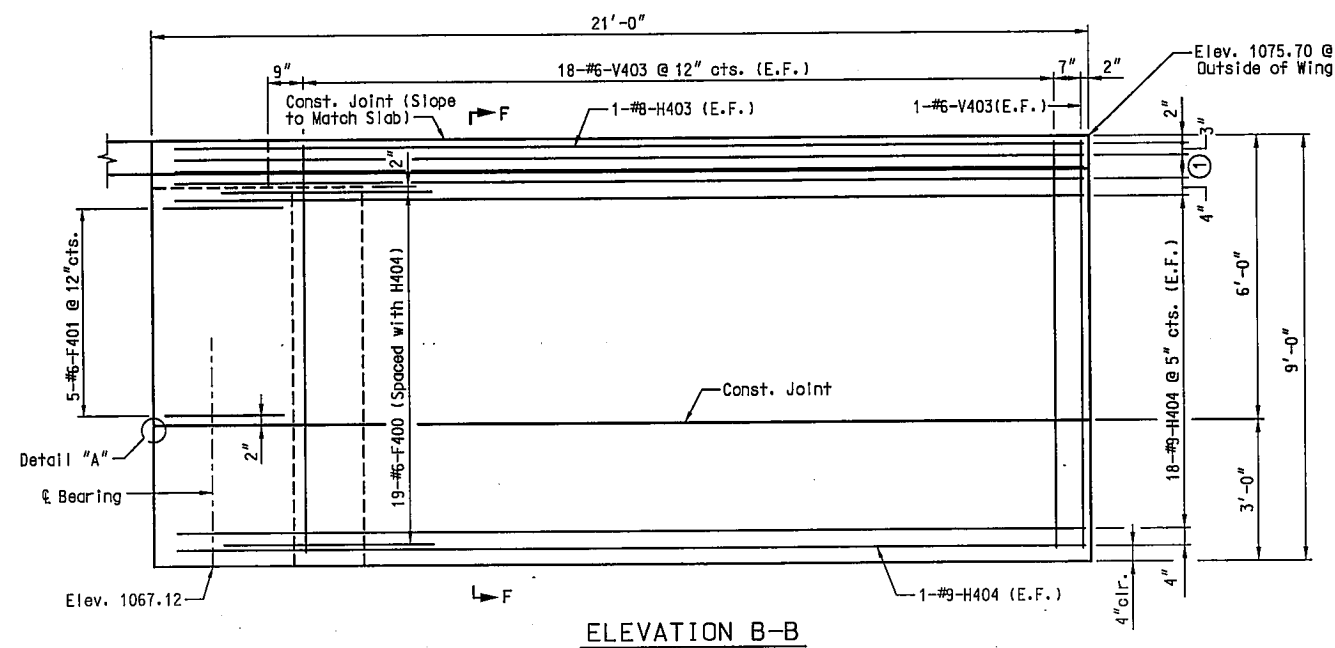 21'-0"
Elev. 1075.70 @
Outside of Wing
9"
18-#6-V403 @ 12" cts. (E.F.)
7"
2"
Const. Joint (Slope
to Match Slab)
F
1-#8-H403 (E.F.)
1-#6-V403(E.F.)
2"
3"
2"
1
4"
5-#6-F401 @ 12"cts.
19-#6-F400 (Spaced with H404)
18-#9-H404 @ 5" cts. (E.F.)
6'-0"
9'-0"
Const. Joint
Detail "A"
2"
℄ Bearing
3'-0"
Elev. 1067.12
F
1-#9-H404 (E.F.)
4"clr.
4"
ELEVATION B-B